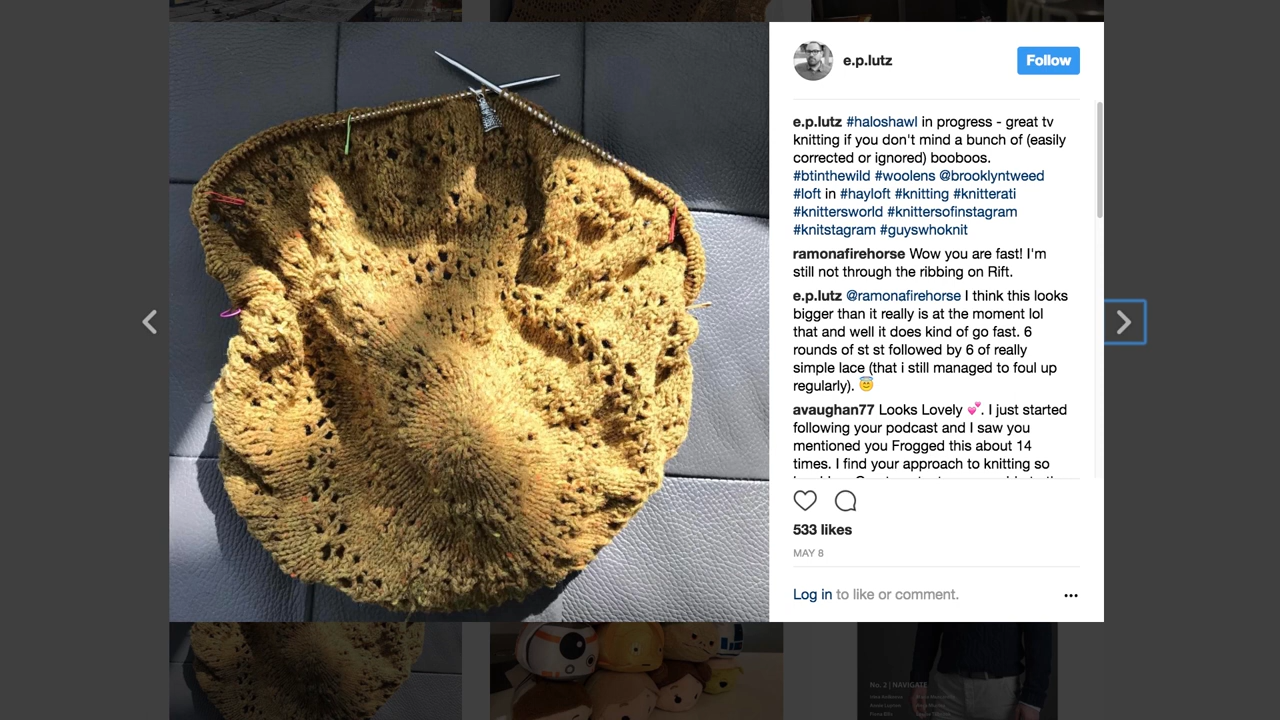 e.p.lutz
Follow
e.p.lutz #haloshawl in progress - great tv
knitting if you don't mind a bunch of (easily
corrected or ignored) booboos.
#btinthewild #woolens @brooklyntweed
#loft in #hayloft #knitting #knitterati
#knittersworld #knittersofinstagram
#knitstagram #guyswhoknit
ramonafirehorse Wow you are fast! I'm
still not through the ribbing on Rift.
e.p.lutz @ramonafirehorse I think this looks
bigger than it really is at the moment lol
that and well it does kind of go fast. 6
rounds of st st followed by 6 of really
simple lace (that i still managed to foul up
regularly). 😇
avaughan77 Looks Lovely 💕. I just started
following your podcast and I saw you
mentioned you Frogged this about 14
times. I find your approach to knitting so
533 likes
MAY 8
Log in to like or comment.
No. 2 | NAVIGATE